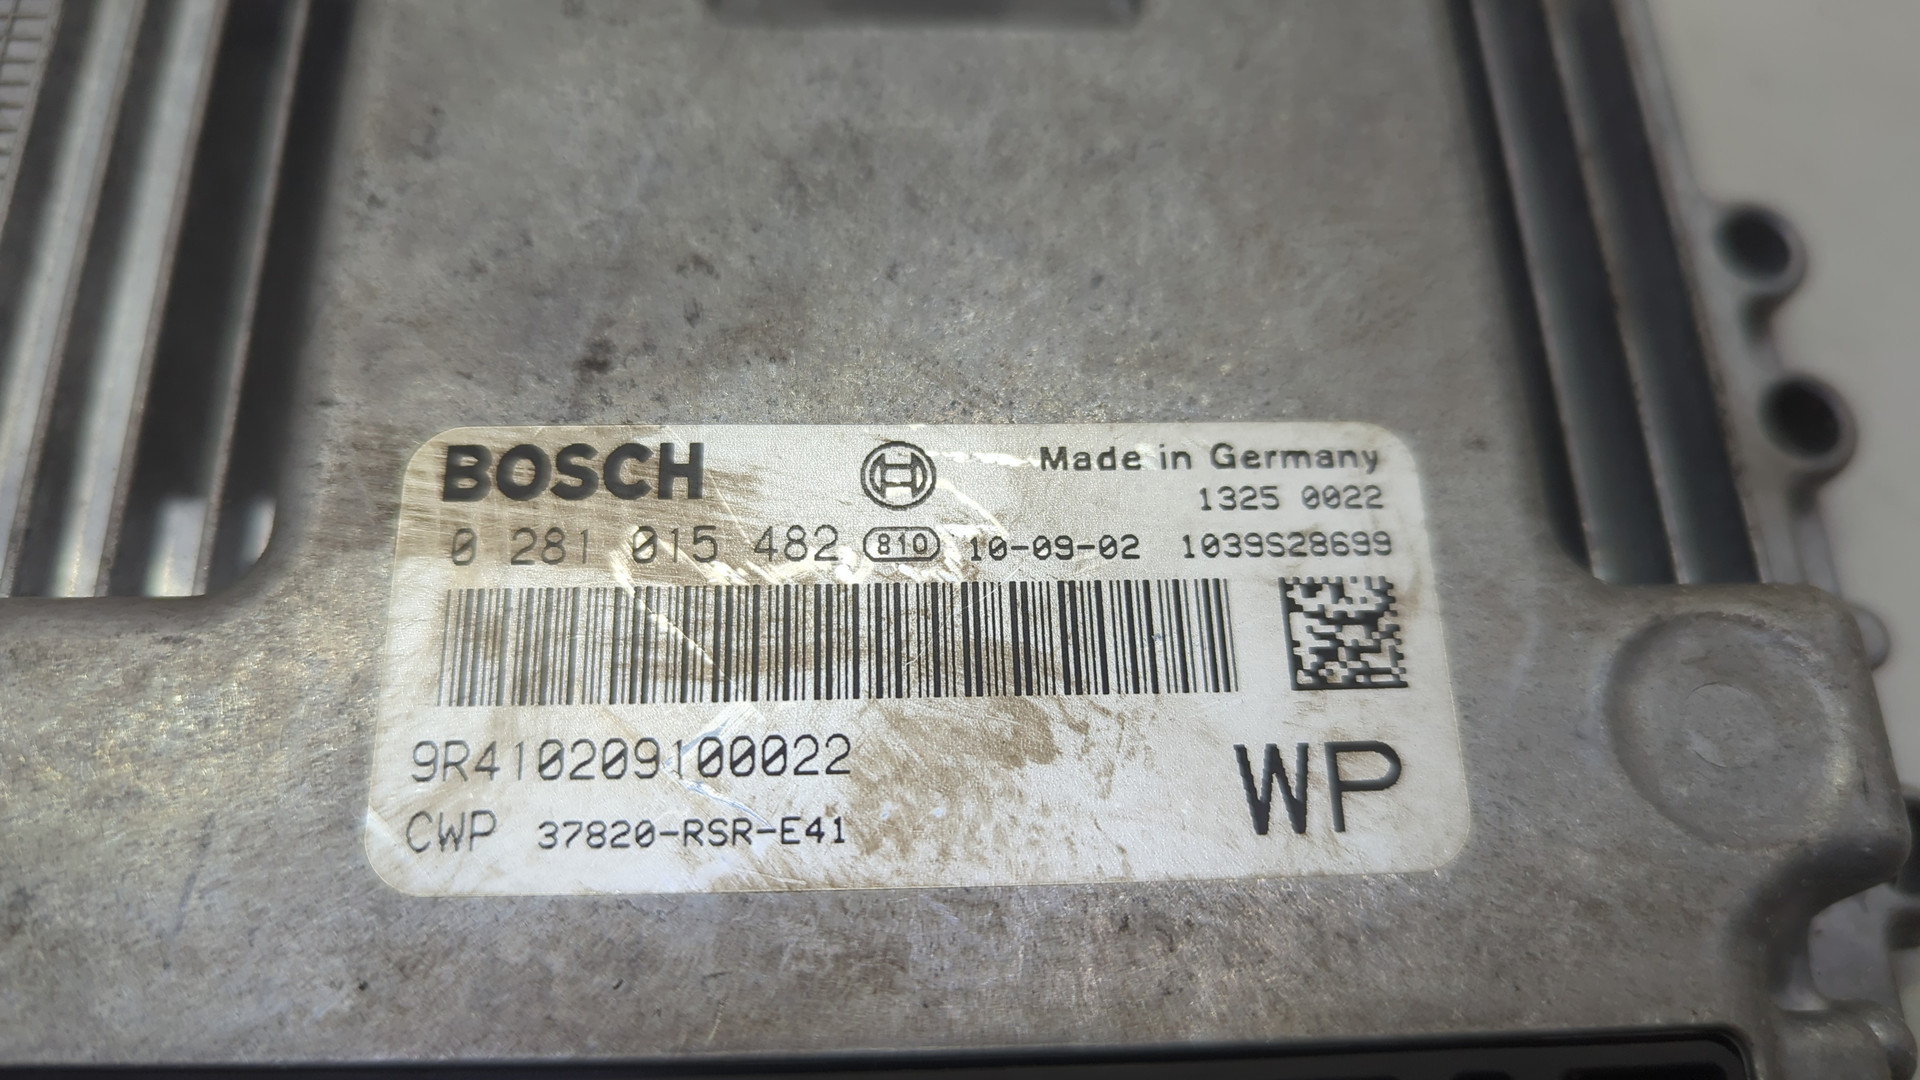 BOSCH Made in Germany
1325 0022
0 281 015 482 810 10-09-02 1039S28699
9R410209100022 WP
CWP 37820-RSR-E41